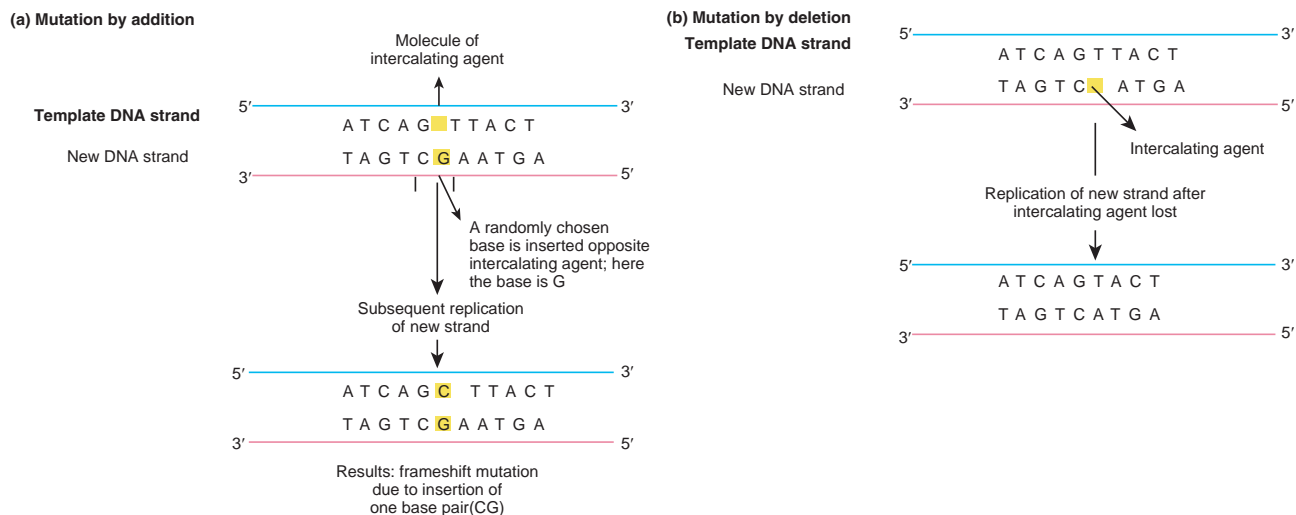 (a) Mutation by addition
Molecule of
intercalating agent
5′ 3′
Template DNA strand
A T C A G T T A C T
New DNA strand
T A G T C G A A T G A
3′ 5′
A randomly chosen
base is inserted opposite
intercalating agent; here
the base is G
Subsequent replication
of new strand
5′ 3′
A T C A G C T T A C T
T A G T C G A A T G A
3′ 5′
Results: frameshift mutation
due to insertion of
one base pair(CG)
(b) Mutation by deletion
5′ 3′
Template DNA strand
A T C A G T T A C T
New DNA strand
T A G T C A T G A
3′ 5′
Intercalating agent
Replication of new strand after
intercalating agent lost
5′ 3′
A T C A G T A C T
T A G T C A T G A
3′ 5′